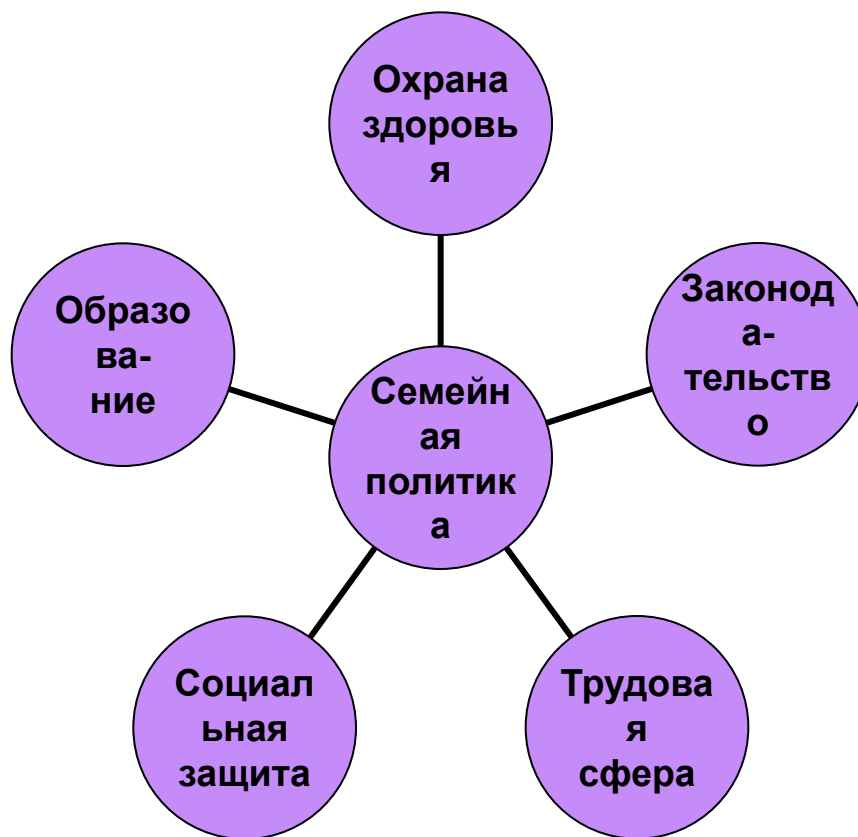 Охрана
здоровь
я
Образо
ва-
ние
Законод
а-
тельств
о
Семейн
ая
политик
а
Социал
ьная
защита
Трудова
я
сфера